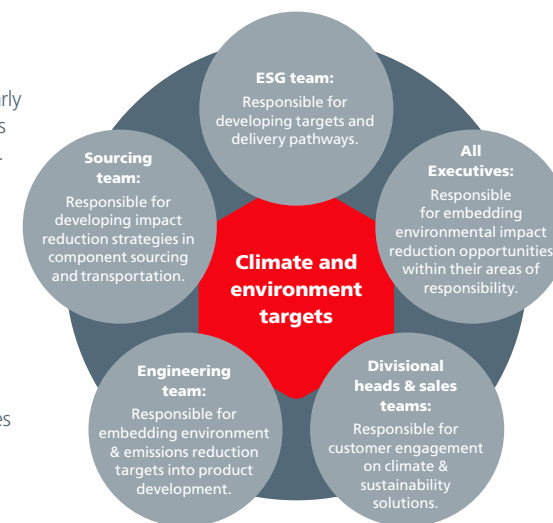 ESG team:
Responsible for
developing targets and
delivery pathways.
Sourcing
team:
Responsible for
developing impact
reduction strategies in
component sourcing
and transportation.
All
Executives:
Responsible
for embedding
environmental impact
reduction opportunities
within their areas of
responsibility.
Climate and
environment
targets
Engineering
team:
Responsible for
embedding environment
& emissions reduction
targets into product
development.
Divisional
heads & sales
teams:
Responsible for
customer engagement
on climate &
sustainability
solutions.